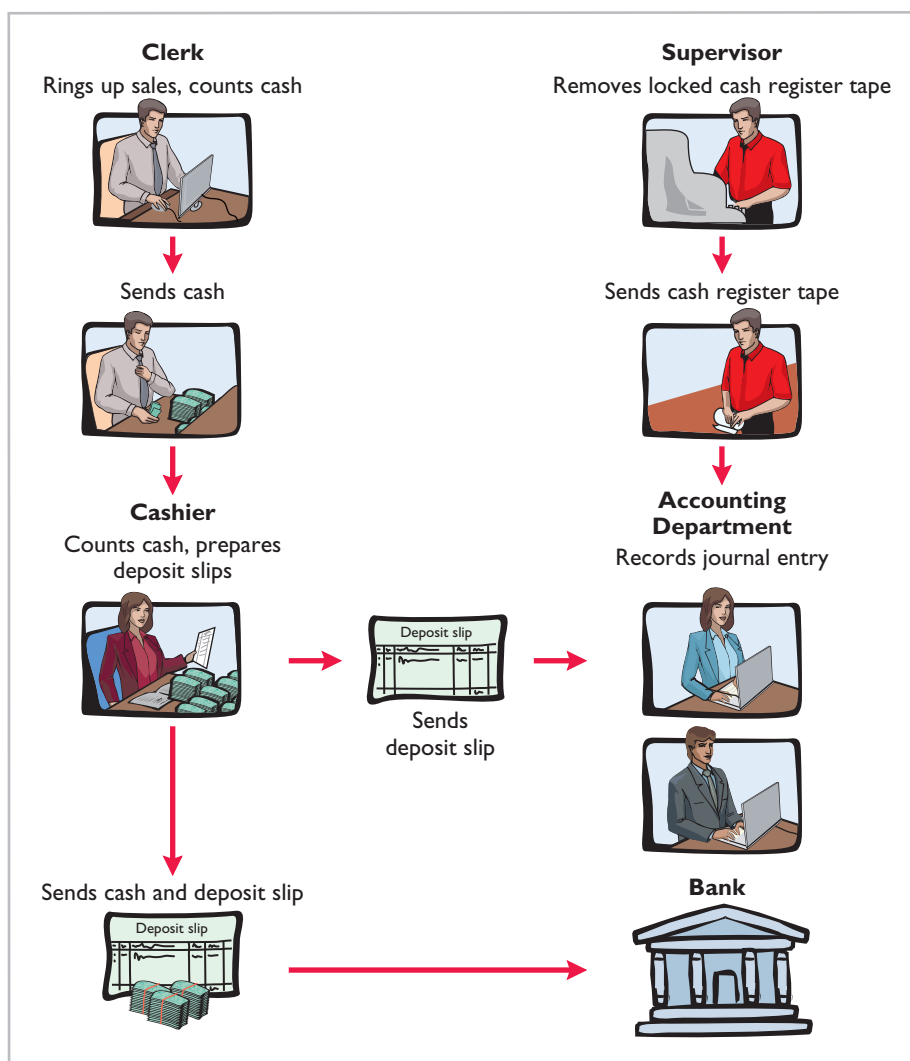 Clerk
Rings up sales, counts cash
Supervisor
Removes locked cash register tape
Sends cash
Sends cash register tape
Cashier
Counts cash, prepares
deposit slips
Accounting
Department
Records journal entry
Deposit slip
Sends
deposit slip
Sends cash and deposit slip
Deposit slip
Bank